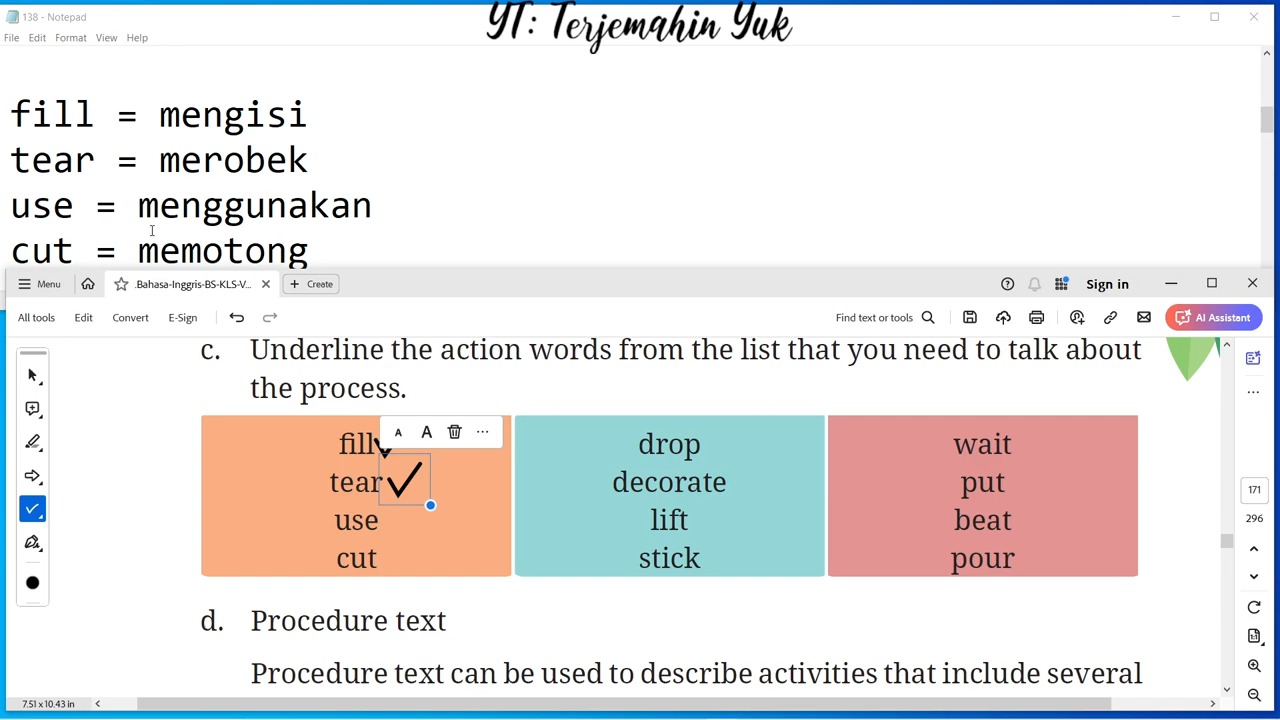 138 - Notepad
YT: Terjemahin Yuk
File Edit Format View Help
fill = mengisi
tear = merobek
use = menggunakan
cut = memotong
Menu .Bahasa-Inggris-BS-KLS-V... Create Sign in
All tools Edit Convert E-Sign Find text or tools AI Assistant
c. Underline the action words from the list that you need to talk about
the process.
A A ...
fill drop wait
tear decorate put
use lift beat
cut stick pour
171
296
d. Procedure text
Procedure text can be used to describe activities that include several
7.51 x 10.43 in